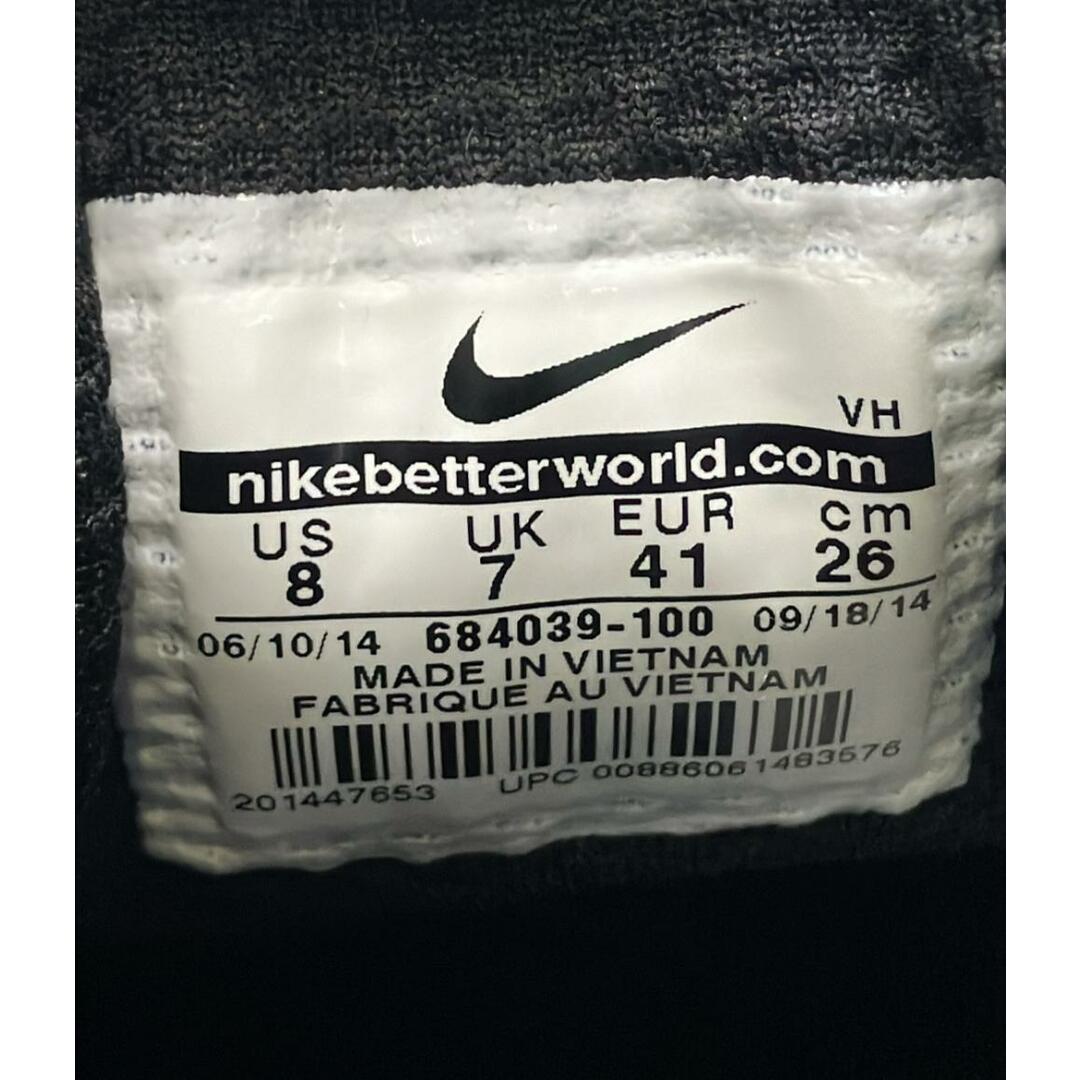 VH
nikebetterworld.com
US UK EUR cm
8 7 41 26
06/10/14 684039-100 09/18/14
MADE IN VIETNAM
FABRIQUE AU VIETNAM
201447653 UPC 00886061483576